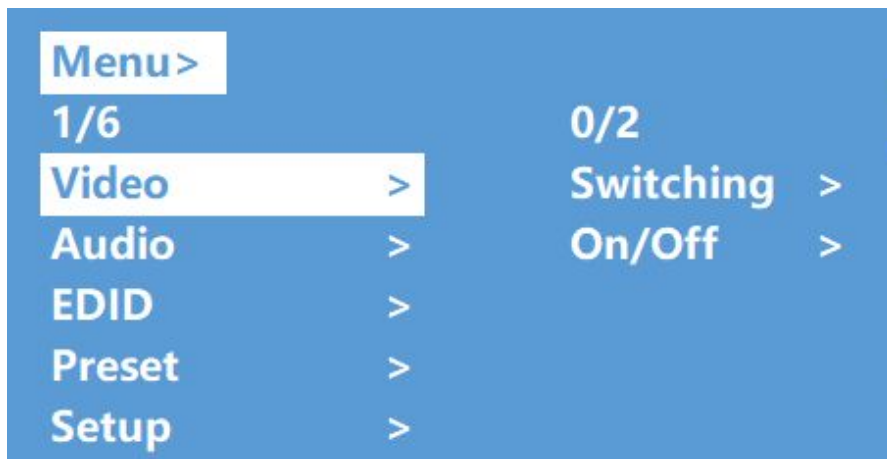 Menu>
1/6 0/2
Video > Switching >
Audio > On/Off >
EDID >
Preset >
Setup >